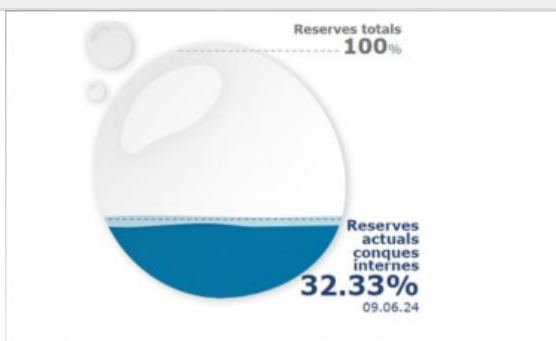 Reserves totals
100%
Reserves
actuals
conques
internes
32.33%
09.06.24